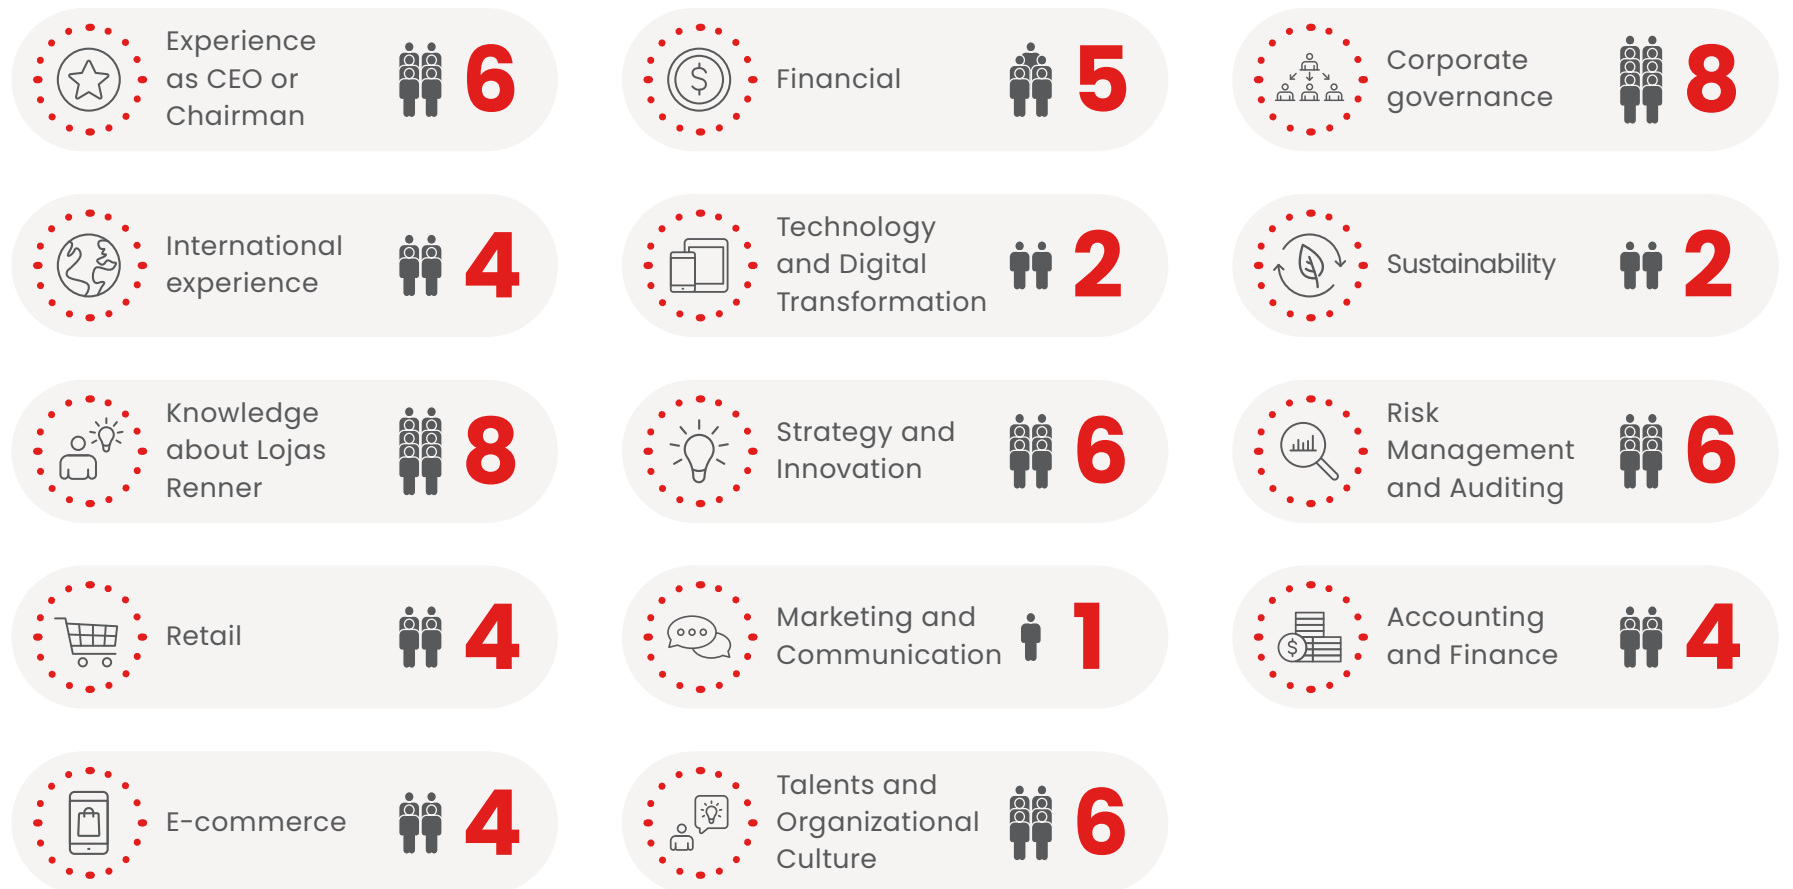 Experience
as CEO or
Chairman
6
Financial
5
Corporate
governance
8
International
experience
4
Technology
and Digital
Transformation
2
Sustainability
2
Knowledge
about Lojas
Renner
8
Strategy and
Innovation
6
Risk
Management
and Auditing
6
Retail
4
Marketing and
Communication
1
Accounting
and Finance
4
E-commerce
4
Talents and
Organizational
Culture
6